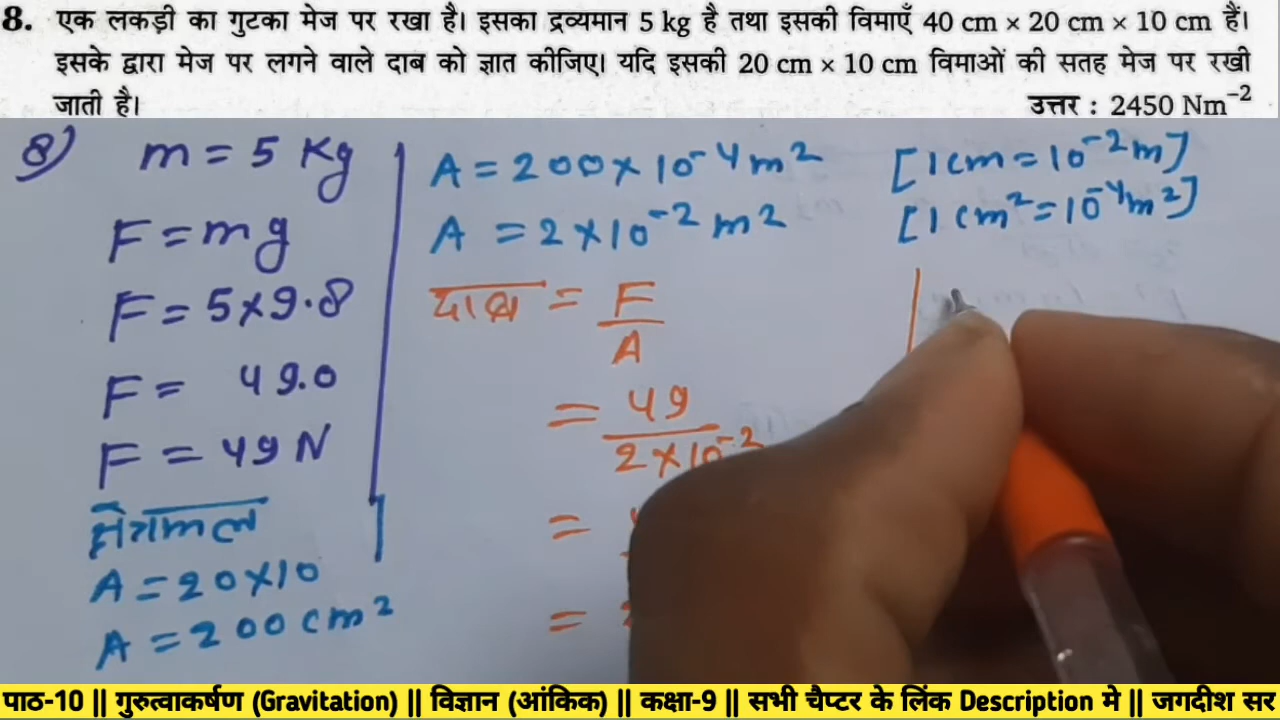 8. एक लकड़ी का गुटका मेज पर रखा है। इसका द्रव्यमान 5 kg है तथा इसकी विमाएँ 40 cm × 20 cm × 10 cm हैं।
इसके द्वारा मेज पर लगने वाले दाब को ज्ञात कीजिए। यदि इसकी 20 cm × 10 cm विमाओं की सतह मेज पर रखी
जाती है।
उत्तर : 2450 Nm⁻²
8) m = 5 Kg
F = mg
F = 5×9.8
F = 49.0
F = 49 N
क्षेत्रफल
A = 20×10
A = 200 cm²
A = 200 × 10⁻⁴ m²
A = 2 × 10⁻² m²
[1 cm = 10⁻² m]
[1 cm² = 10⁻⁴ m²]
दाब = F / A
= 49 / 2 × 10⁻²
=
=
पाठ-10 || गुरुत्वाकर्षण (Gravitation) || विज्ञान (आंकिक) || कक्षा-9 || सभी चैप्टर के लिंक Description मे || जगदीश सर